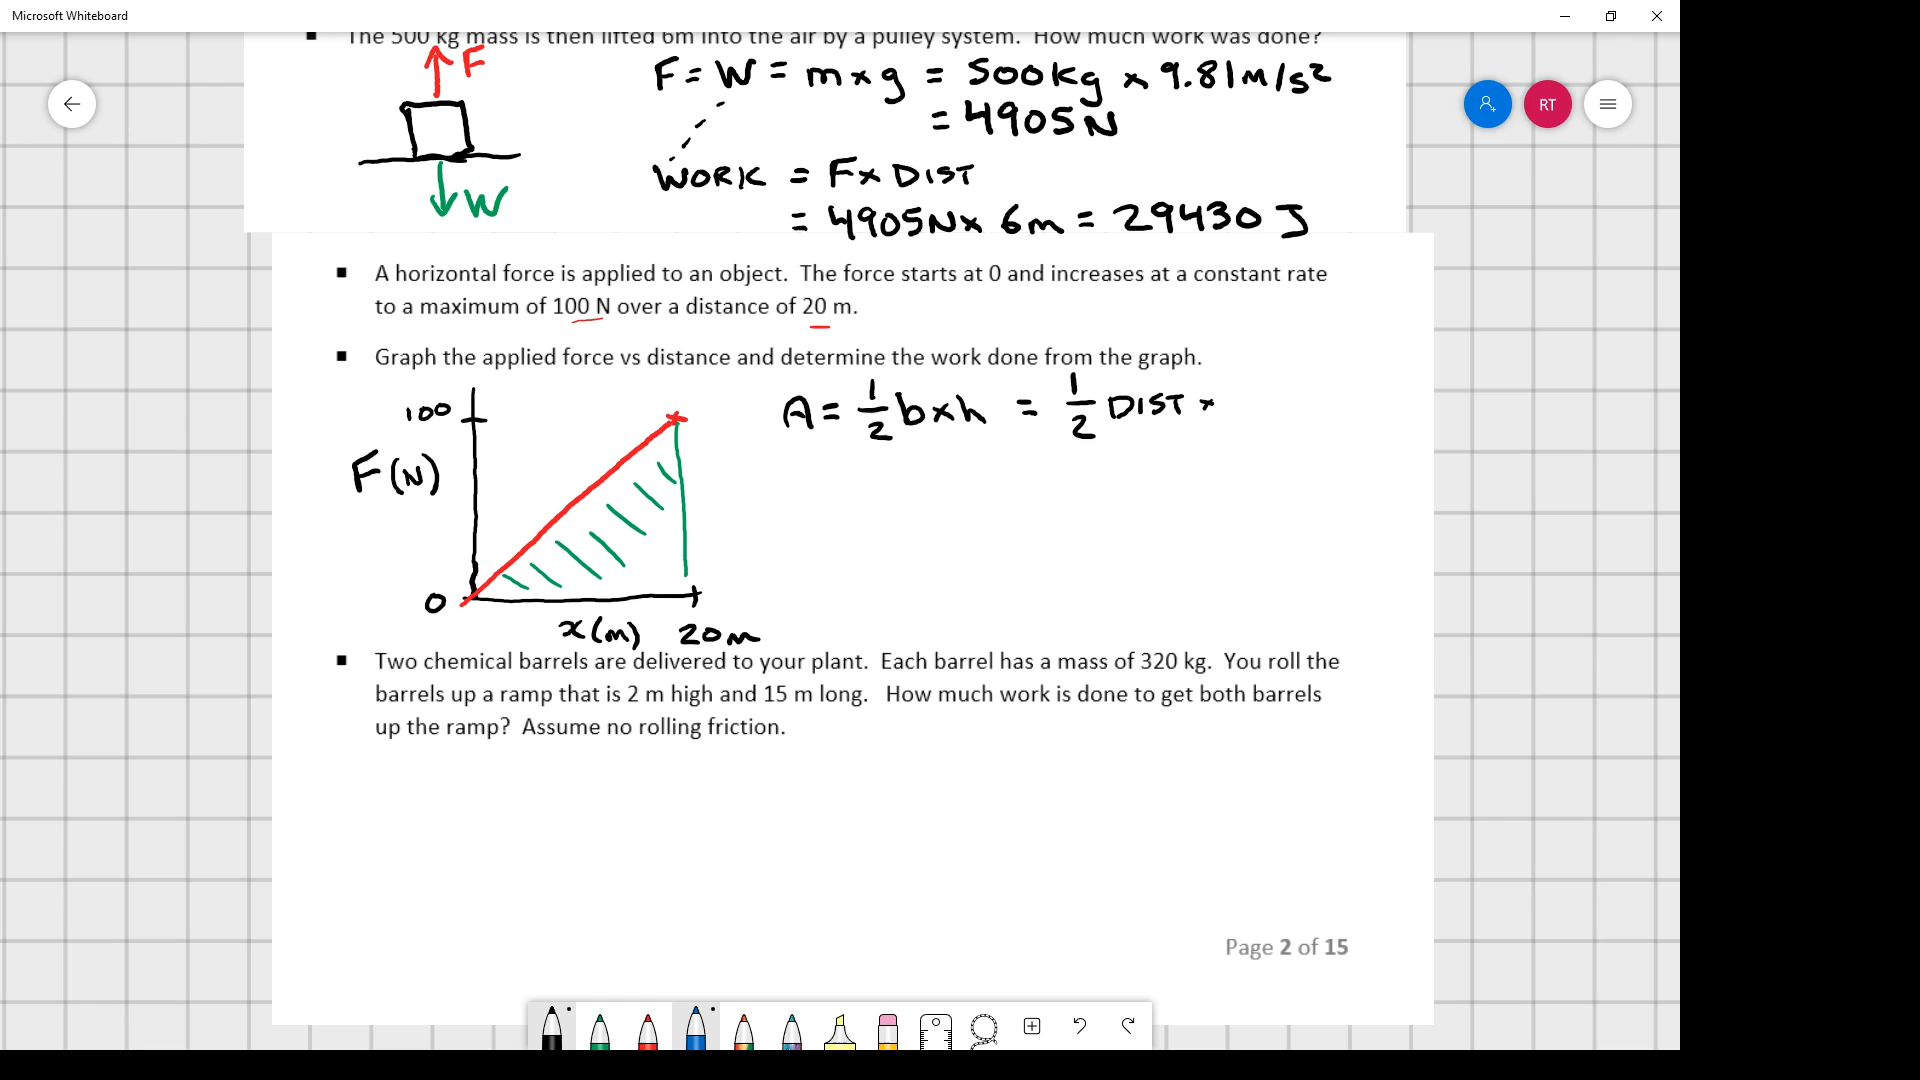 Microsoft Whiteboard
The 500 kg mass is then lifted 6m into the air by a pulley system. How much work was done?
F
F = W = m x g = 500kg x 9.81m/s²
= 4905N
RT
WORK = F x DIST
W
= 4905N x 6m = 29430 J
▪ A horizontal force is applied to an object. The force starts at 0 and increases at a constant rate
to a maximum of 100 N over a distance of 20 m.
▪ Graph the applied force vs distance and determine the work done from the graph.
100
A = 1/2 b x h = 1/2 DIST x
F(N)
0
x(m) 20m
▪ Two chemical barrels are delivered to your plant. Each barrel has a mass of 320 kg. You roll the
barrels up a ramp that is 2 m high and 15 m long. How much work is done to get both barrels
up the ramp? Assume no rolling friction.
Page 2 of 15